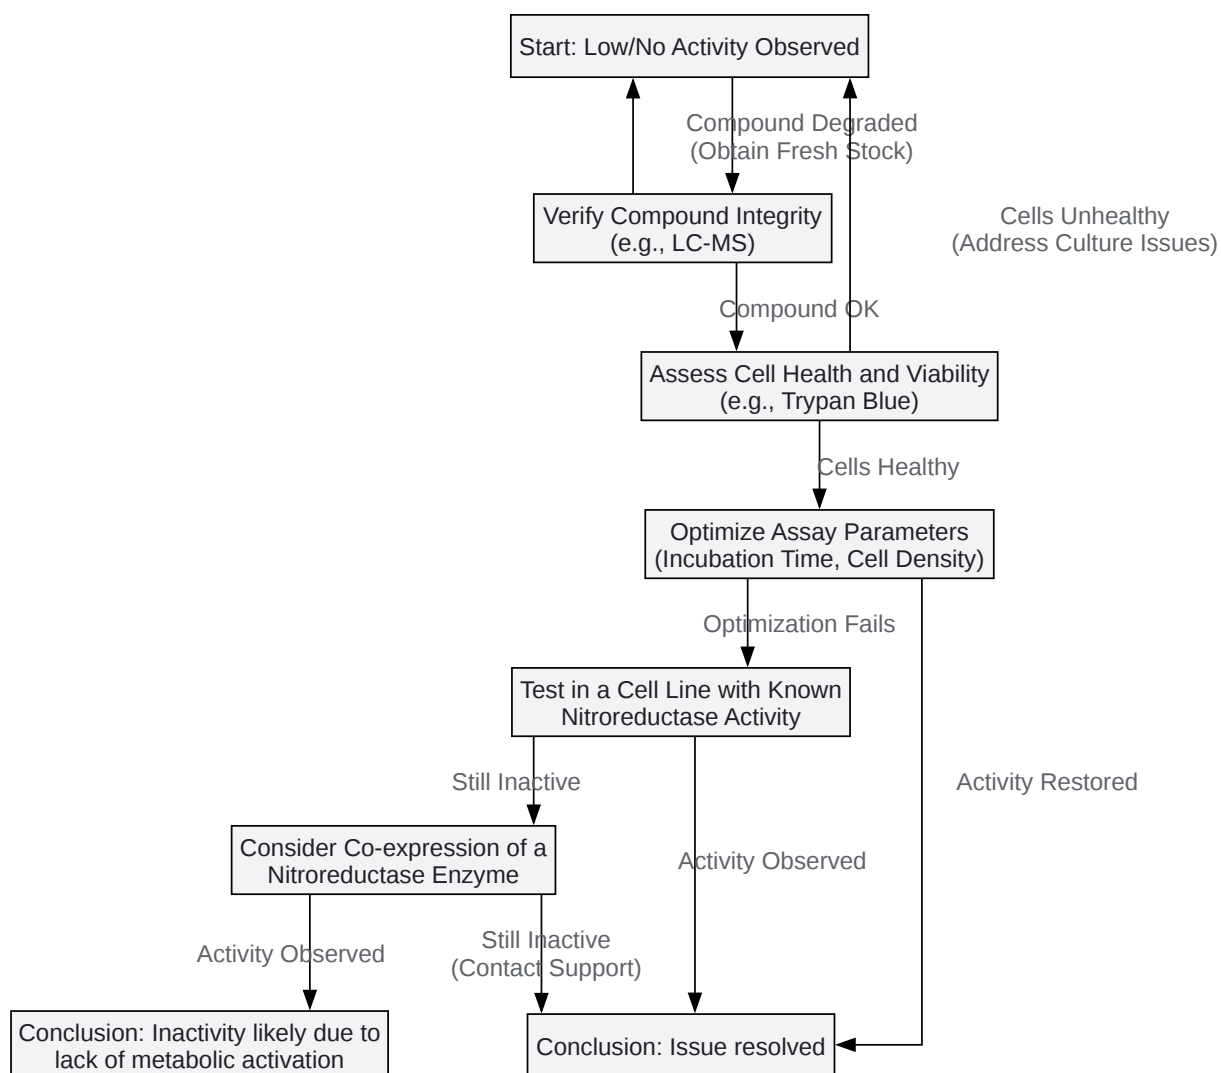 Start: Low/No Activity Observed
Compound Degraded
(Obtain Fresh Stock)
Verify Compound Integrity
(e.g., LC-MS)
Cells Unhealthy
(Address Culture Issues)
Compound OK
Assess Cell Health and Viability
(e.g., Trypan Blue)
Cells Healthy
Optimize Assay Parameters
(Incubation Time, Cell Density)
Optimization Fails
Test in a Cell Line with Known
Nitroreductase Activity
Still Inactive
Activity Restored
Consider Co-expression of a
Nitroreductase Enzyme
Activity Observed
Activity Observed
Still Inactive
(Contact Support)
Conclusion: Inactivity likely due to
lack of metabolic activation
Conclusion: Issue resolved